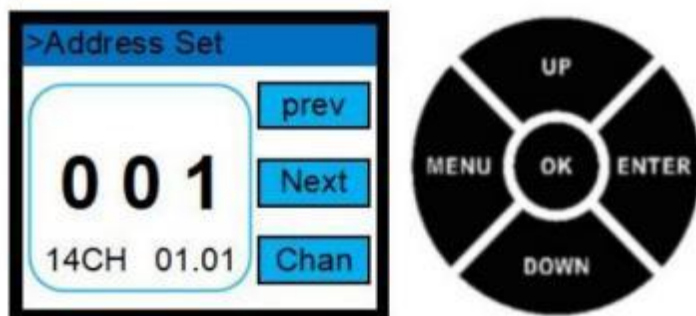 >Address Set
prev
0 0 1
Next
14CH 01.01
Chan
UP
MENU OK ENTER
DOWN